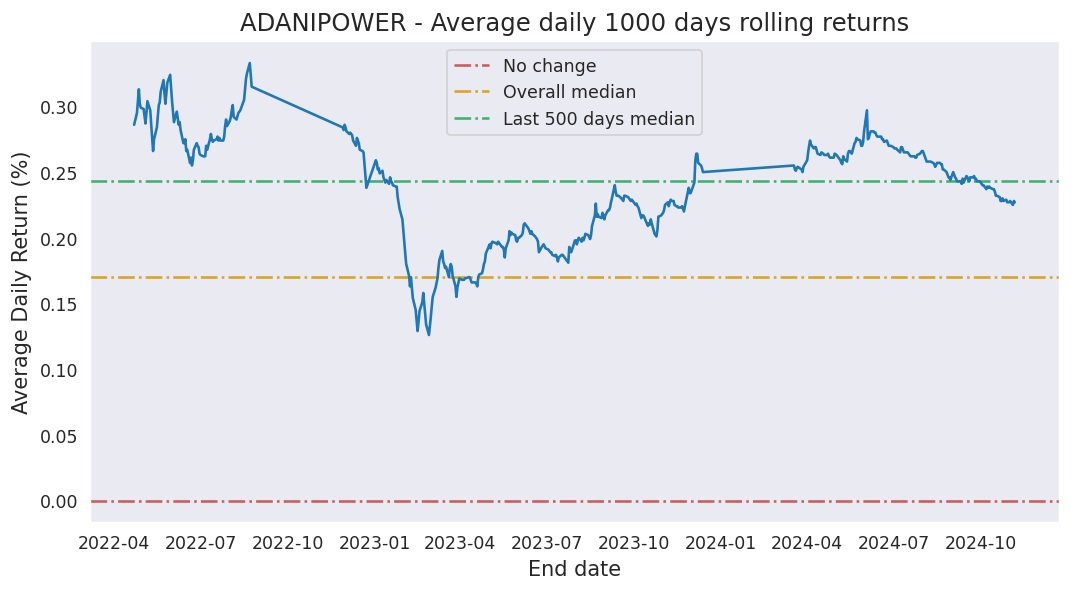 ADANIPOWER - Average daily 1000 days rolling returns
No change
Overall median
Last 500 days median
Average Daily Return (%)
0.30
0.25
0.20
0.15
0.10
0.05
0.00
2022-04 2022-07 2022-10 2023-01 2023-04 2023-07 2023-10 2024-01 2024-04 2024-07 2024-10
End date